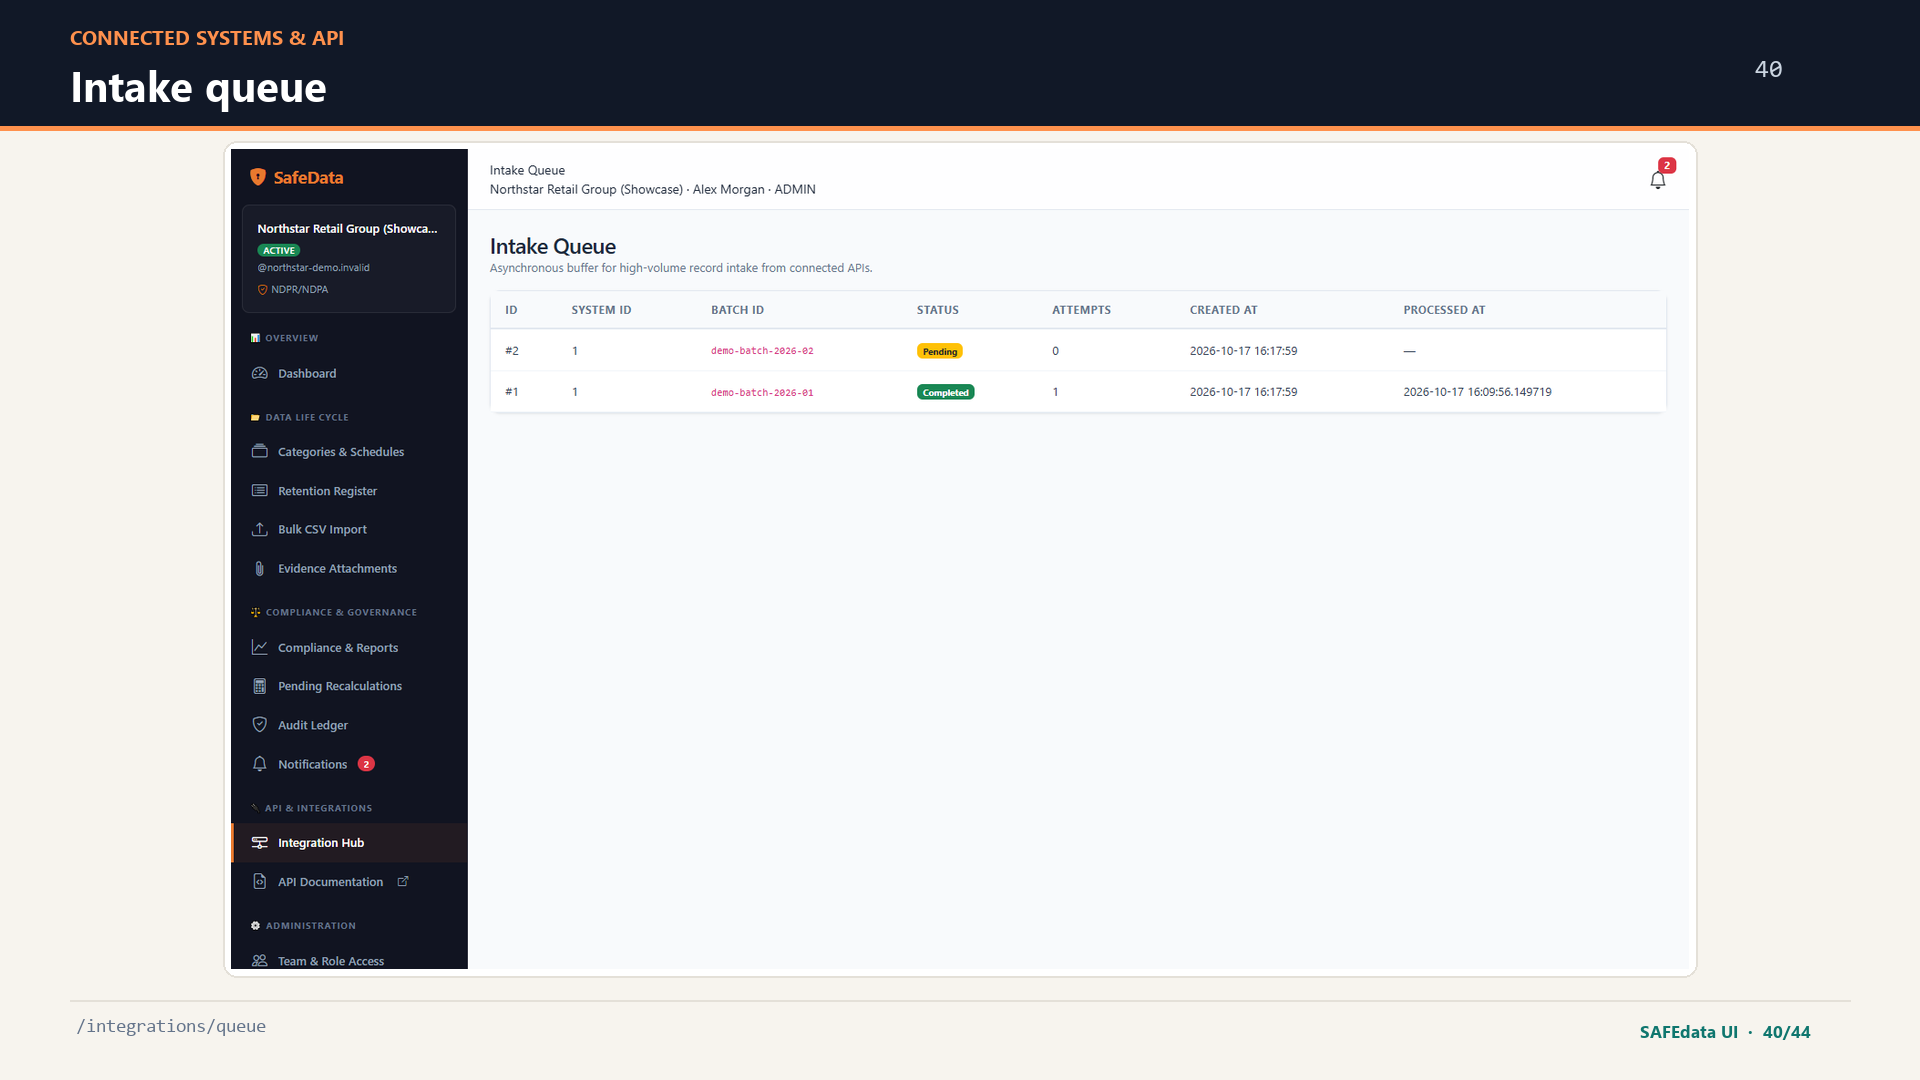 CONNECTED SYSTEMS & API
Intake queue
40
SafeData
Northstar Retail Group (Showca...
ACTIVE
@northstar-demo.invalid
NDPR/NDPA
OVERVIEW
Dashboard
DATA LIFE CYCLE
Categories & Schedules
Retention Register
Bulk CSV Import
Evidence Attachments
COMPLIANCE & GOVERNANCE
Compliance & Reports
Pending Recalculations
Audit Ledger
Notifications 2
API & INTEGRATIONS
Integration Hub
API Documentation
ADMINISTRATION
Team & Role Access
Intake Queue
Northstar Retail Group (Showcase) · Alex Morgan · ADMIN
2
Intake Queue
Asynchronous buffer for high-volume record intake from connected APIs.
ID SYSTEM ID BATCH ID STATUS ATTEMPTS CREATED AT PROCESSED AT
#2 1 demo-batch-2026-02 Pending 0 2026-10-17 16:17:59 —
#1 1 demo-batch-2026-01 Completed 1 2026-10-17 16:17:59 2026-10-17 16:09:56.149719
/integrations/queue
SAFEdata UI · 40/44